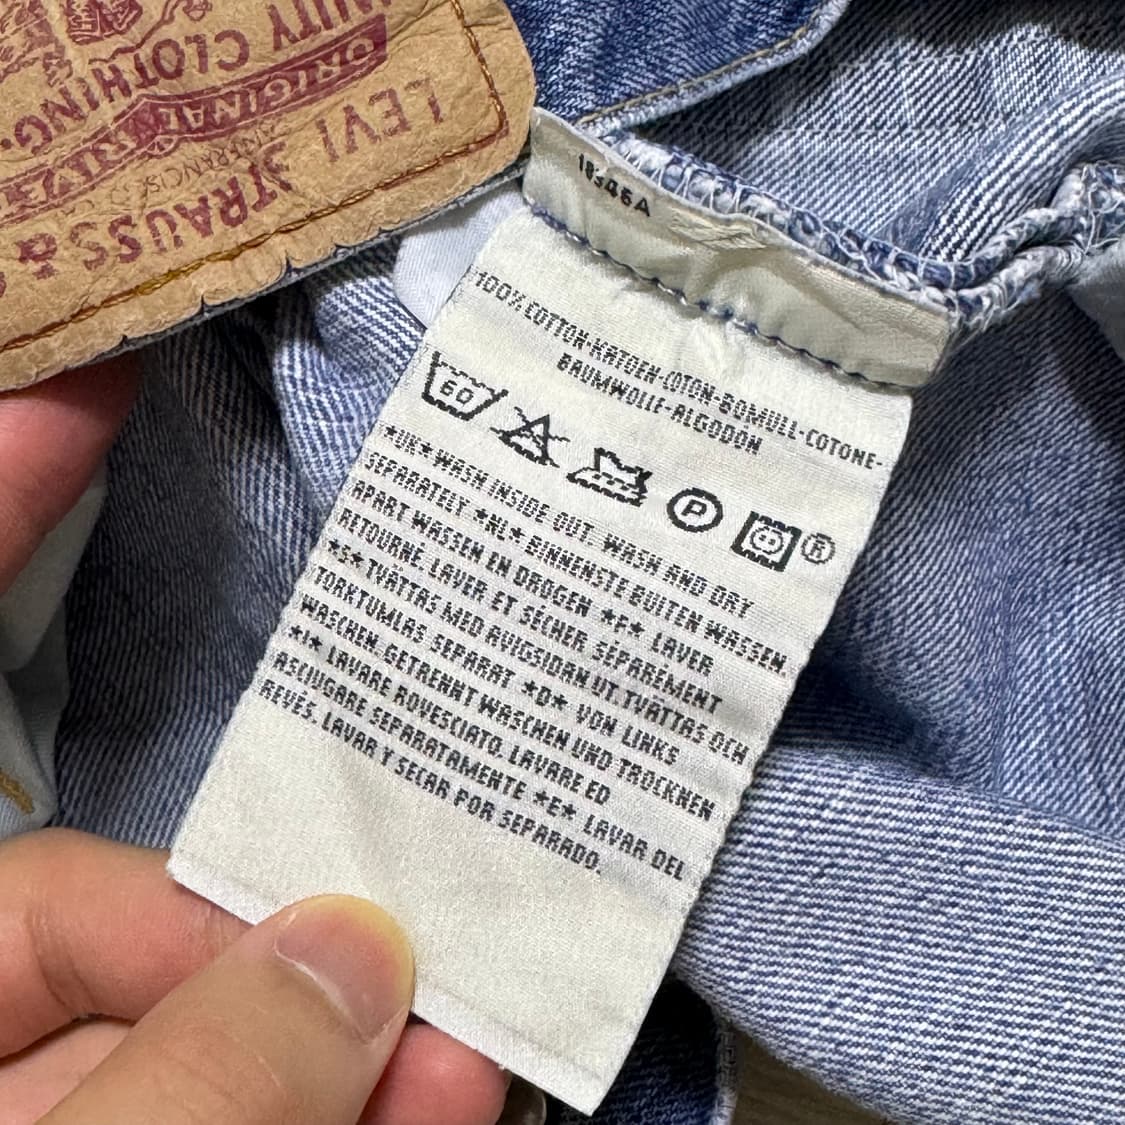 LEVI STRAUSS &
ORIGINAL RIVE
CLOTHING
18346A
100% COTTON-KATOEN-COTON-BOMULL-COTONE-
BAUMWOLLE-ALGODÓN
60
P
®
*UK* WASH INSIDE OUT. WASH AND DRY
SEPARATELY *NL* BINNENSTE BUITEN WASSEN.
APART WASSEN EN DROGEN *F* LAVER
RETOURNÉ. LAVER ET SÉCHER SÉPARÉMENT
*S* TVÄTTAS MED AVIGSIDAN UT. TVÄTTAS OCH
TORKTUMLAS SEPARAT *D* VON LINKS
WASCHEN. GETRENNT WASCHEN UND TROCKNEN
*I* LAVARE ROVESCIATO. LAVARE ED
ASCIUGARE SEPARATAMENTE *E* LAVAR DEL
REVÉS. LAVAR Y SECAR POR SEPARADO.